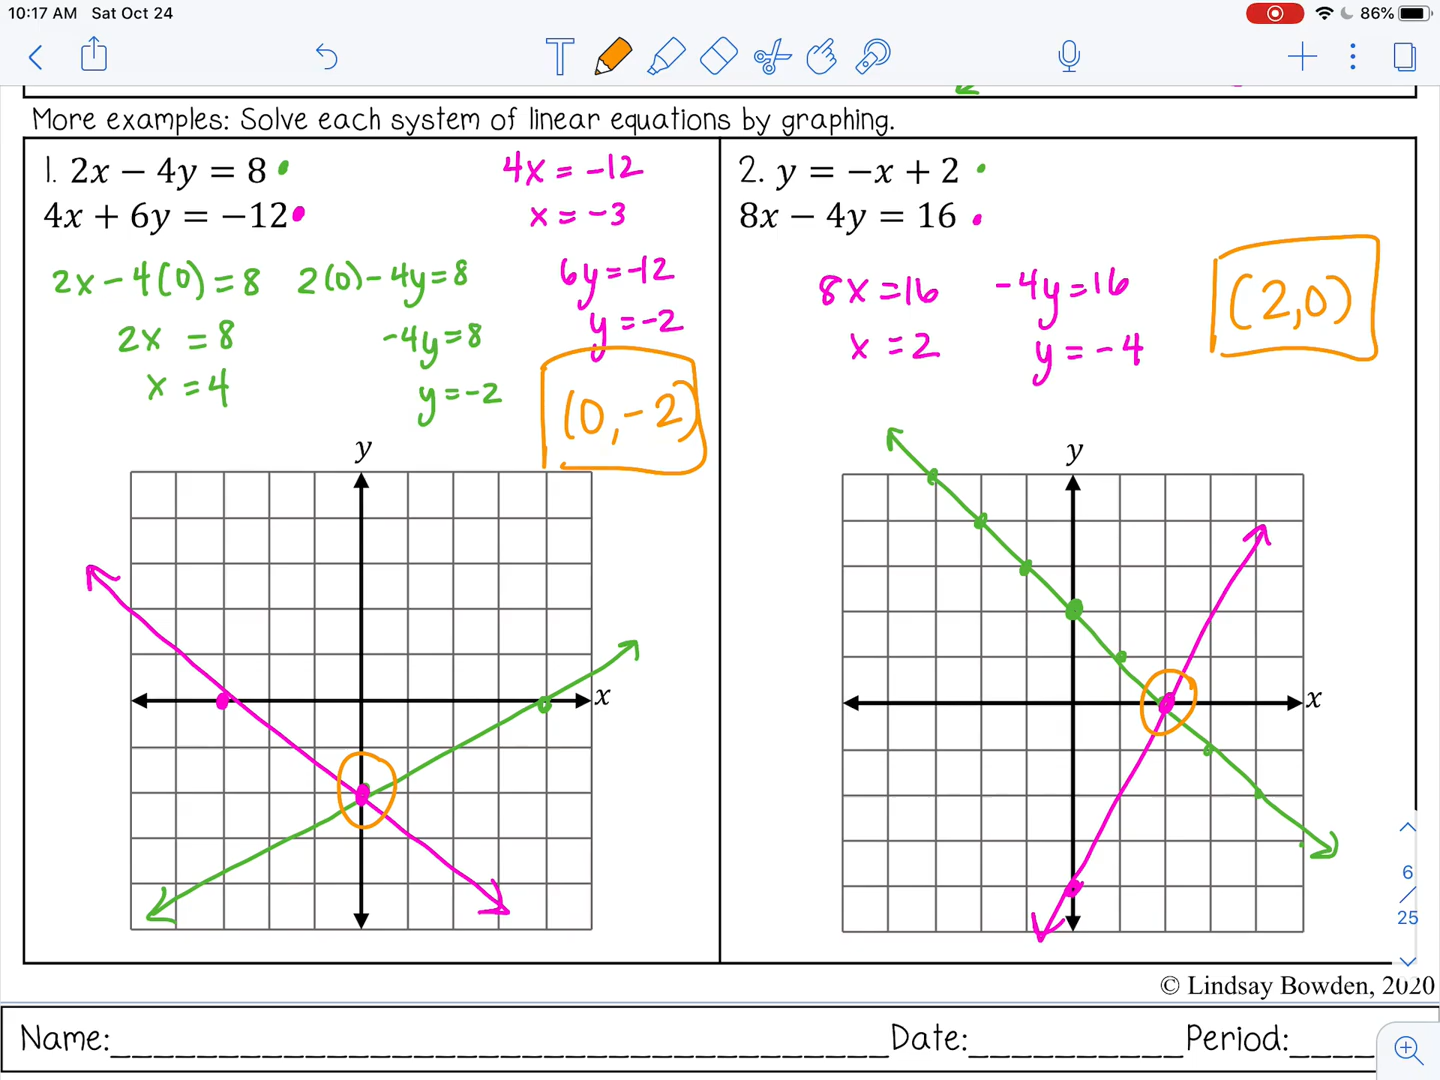 10:17 AM Sat Oct 24
86%
More examples: Solve each system of linear equations by graphing.
1. 2x − 4y = 8
4x + 6y = −12
4x = -12
x = -3
2x - 4(0) = 8
2x = 8
x = 4
2(0) - 4y = 8
-4y = 8
y = -2
6y = -12
y = -2
(0, -2)
y
x
2. y = −x + 2
8x − 4y = 16
8x = 16
x = 2
-4y = 16
y = -4
(2,0)
y
x
6
/
25
© Lindsay Bowden, 2020
Name:________________________________ Date:__________ Period:____